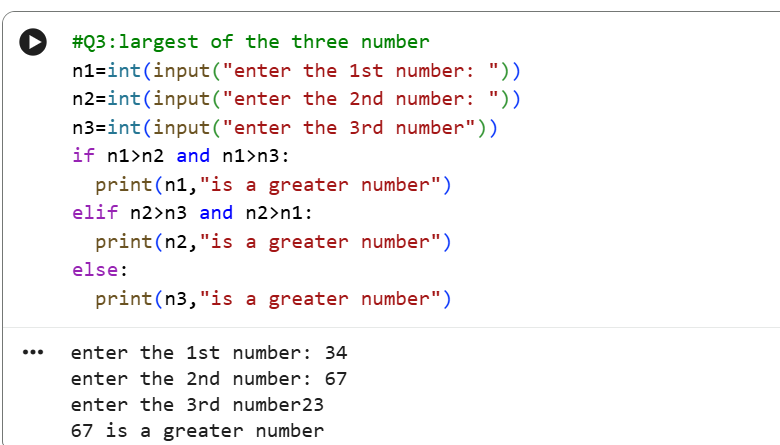 #Q3:largest of the three number
n1=int(input("enter the 1st number: "))
n2=int(input("enter the 2nd number: "))
n3=int(input("enter the 3rd number"))
if n1>n2 and n1>n3:
  print(n1,"is a greater number")
elif n2>n3 and n2>n1:
  print(n2,"is a greater number")
else:
  print(n3,"is a greater number")
enter the 1st number: 34
enter the 2nd number: 67
enter the 3rd number23
67 is a greater number